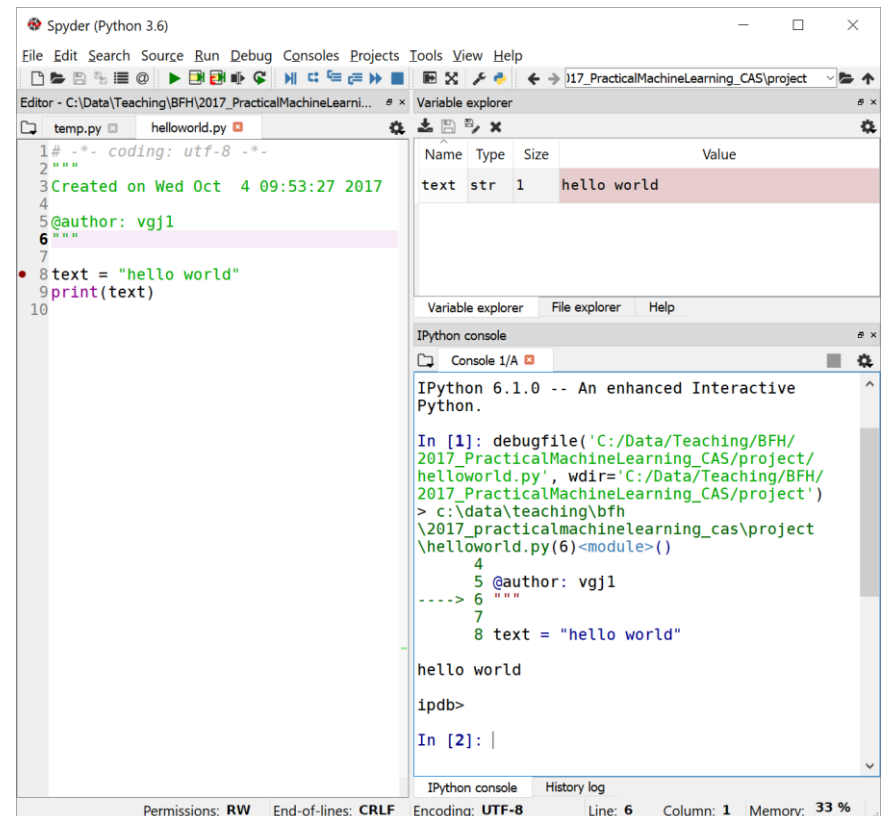 Spyder (Python 3.6)
File Edit Search Source Run Debug Consoles Projects Tools View Help
)17_PracticalMachineLearning_CAS\project
Editor - C:\Data\Teaching\BFH\2017_PracticalMachineLearni...
temp.py
helloworld.py
1 # -*- coding: utf-8 -*-
2 """
3 Created on Wed Oct  4 09:53:27 2017
4
5 @author: vgj1
6 """
7
8 text = "hello world"
9 print(text)
10
Variable explorer
Name Type Size Value
text str 1 hello world
Variable explorer File explorer Help
IPython console
Console 1/A
IPython 6.1.0 -- An enhanced Interactive
Python.
In [1]: debugfile('C:/Data/Teaching/BFH/
2017_PracticalMachineLearning_CAS/project/
helloworld.py', wdir='C:/Data/Teaching/BFH/
2017_PracticalMachineLearning_CAS/project')
> c:\data\teaching\bfh
\2017_practicalmachinelearning_cas\project
\helloworld.py(6)<module>()
4
5 @author: vgj1
----> 6 """
7
8 text = "hello world"
hello world
ipdb>
In [2]:
IPython console History log
Permissions: RW End-of-lines: CRLF Encoding: UTF-8 Line: 6 Column: 1 Memory: 33 %